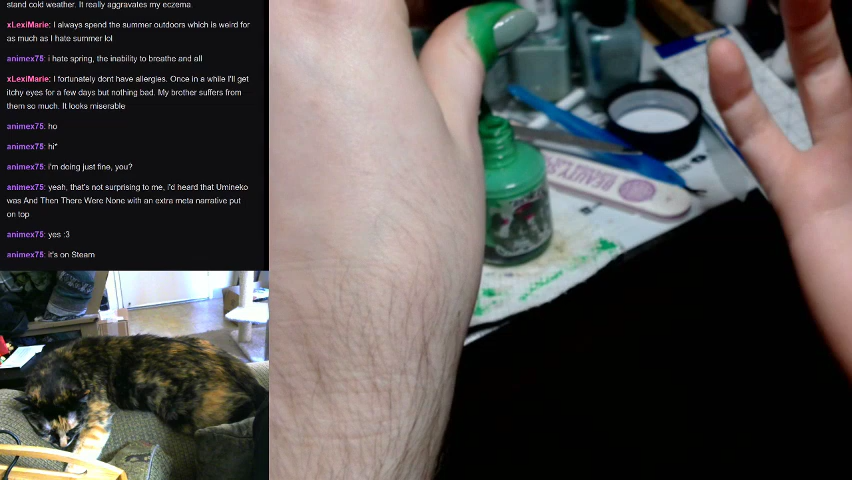 stand cold weather. It really aggravates my eczema
xLexiMarie: I always spend the summer outdoors which is weird for
as much as I hate summer lol
animex75: i hate spring, the inability to breathe and all
xLexiMarie: I fortunately dont have allergies. Once in a while I'll get
itchy eyes for a few days but nothing bad. My brother suffers from
them so much. It looks miserable
animex75: ho
animex75: hi*
animex75: i'm doing just fine, you?
animex75: yeah, that's not surprising to me, i'd heard that Umineko
was And Then There Were None with an extra meta narrative put
on top
animex75: yes :3
animex75: it's on Steam